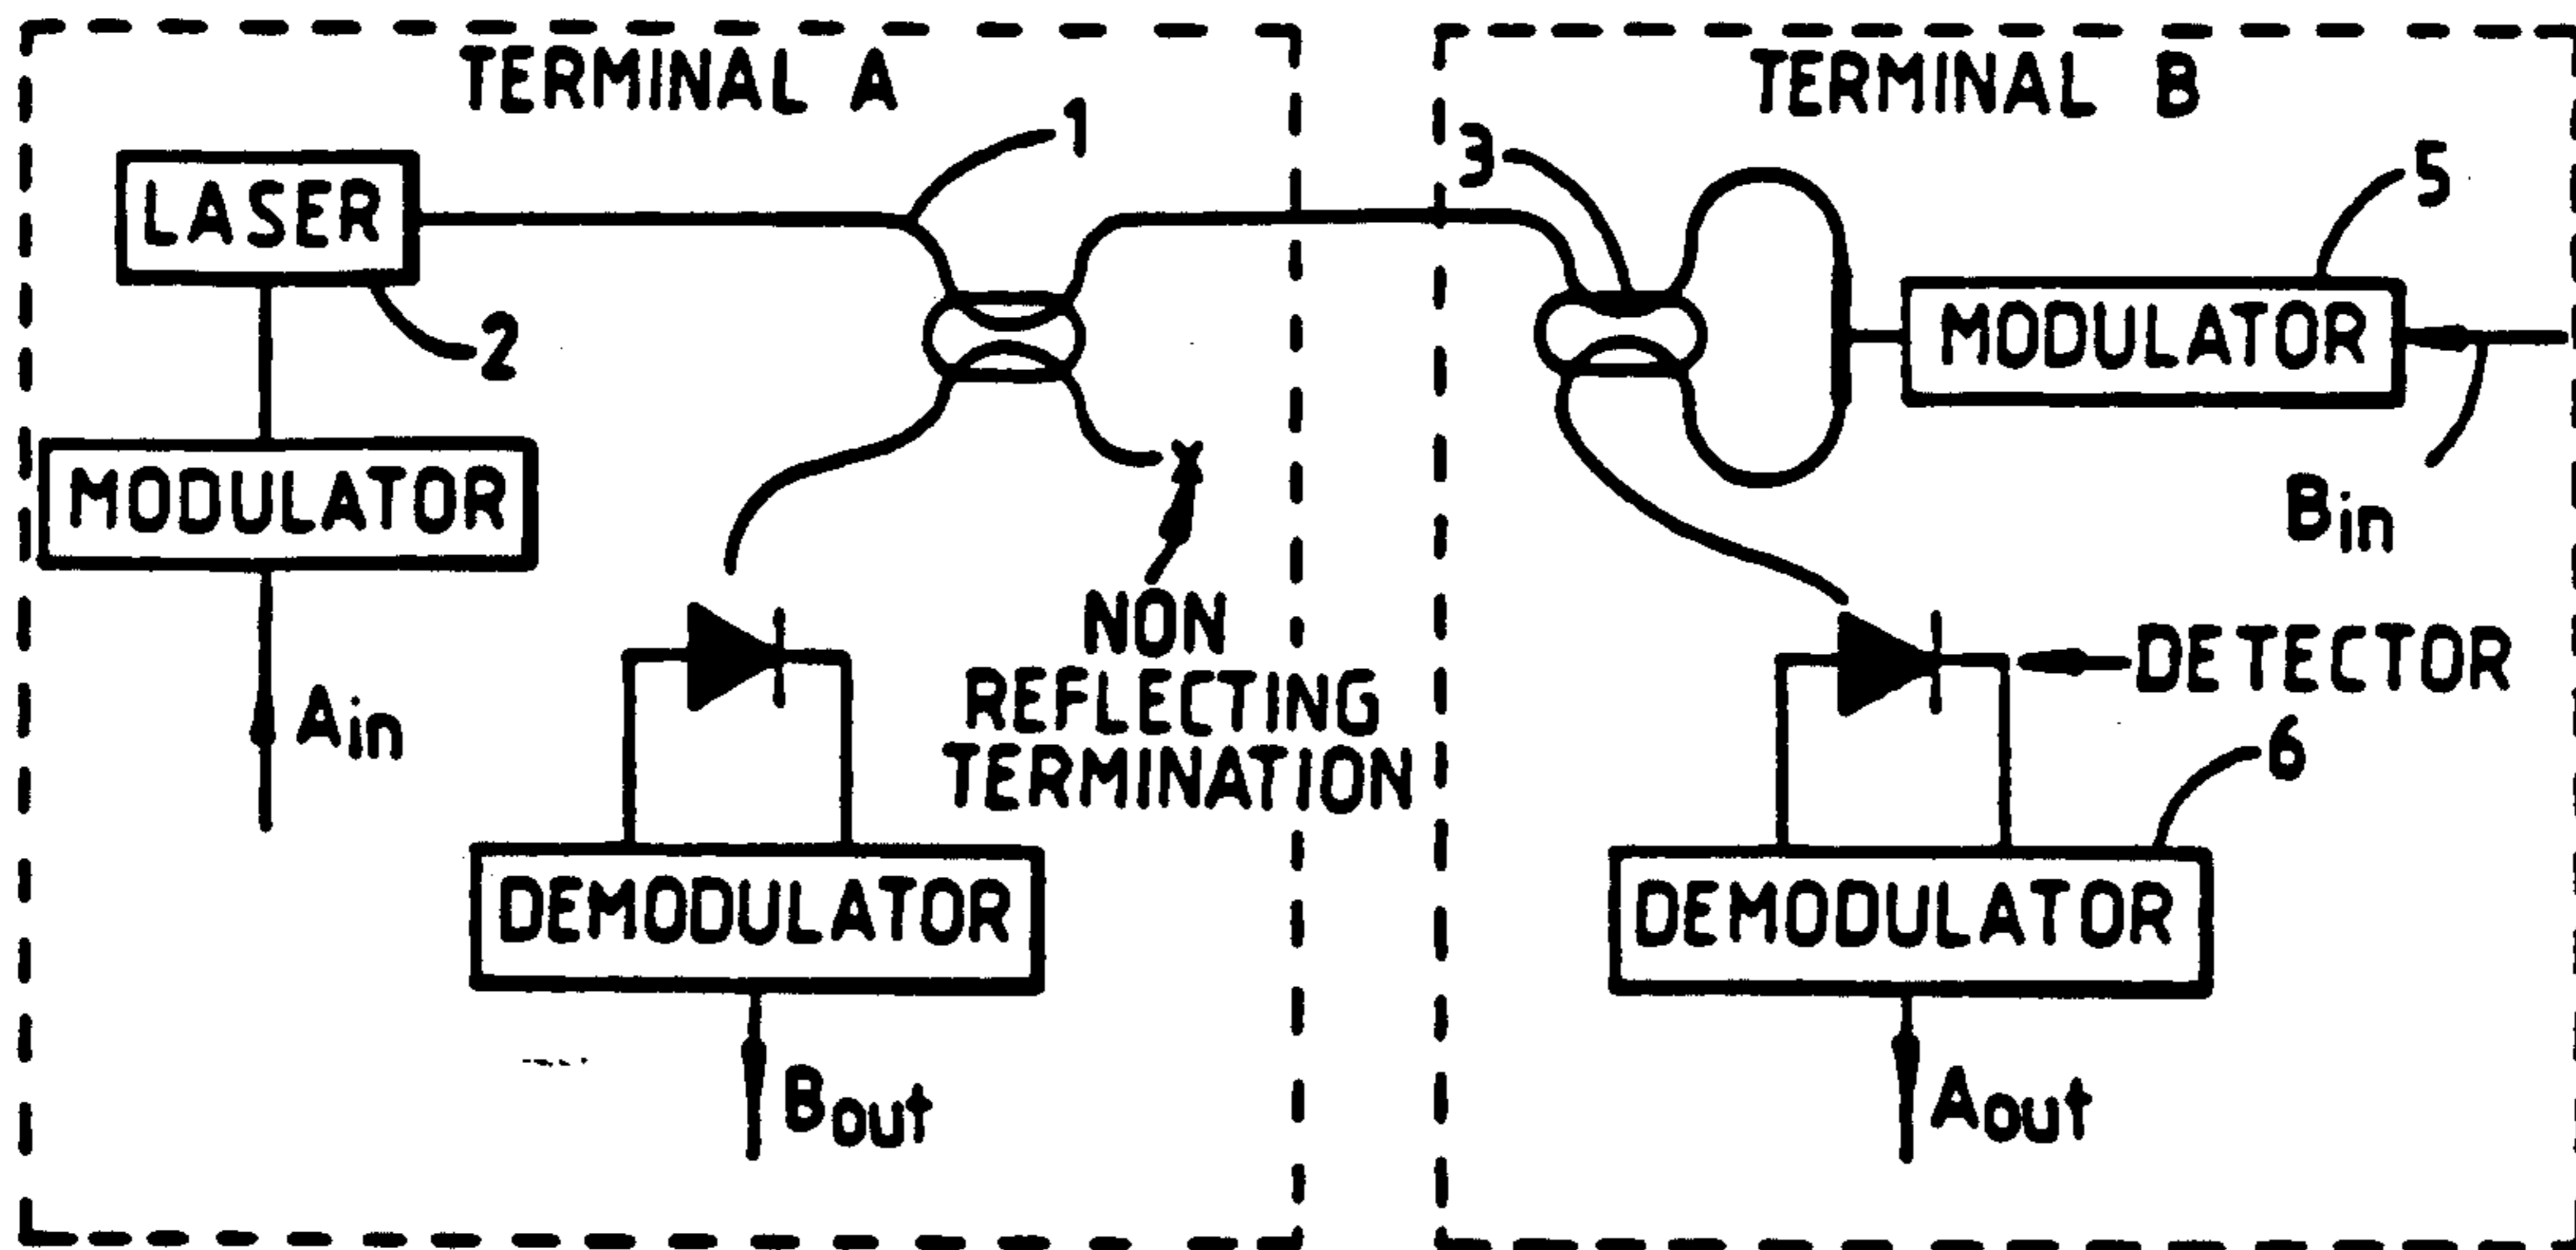 TERMINAL A
1
LASER
2
MODULATOR
Ain
NON
REFLECTING
TERMINATION
DEMODULATOR
Bout
TERMINAL B
3
5
MODULATOR
Bin
DETECTOR
6
DEMODULATOR
Aout